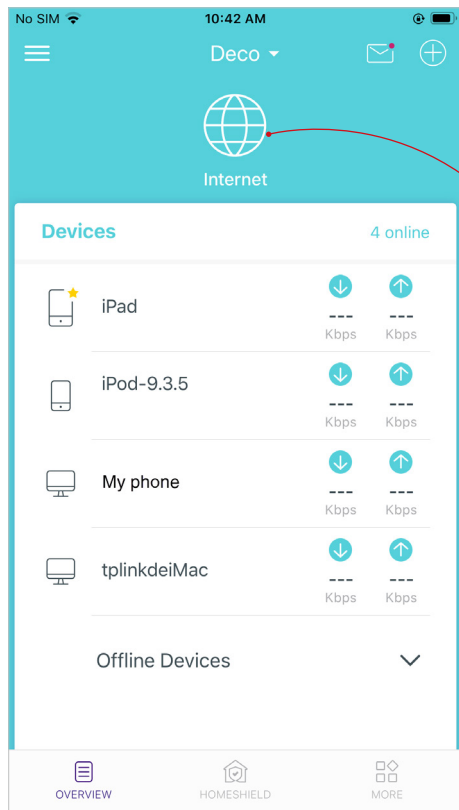 No SIM 10:42 AM
Deco
Internet
Devices 4 online
iPad
--- ---
Kbps Kbps
iPod-9.3.5
--- ---
Kbps Kbps
My phone
--- ---
Kbps Kbps
tplinkdeiMac
--- ---
Kbps Kbps
Offline Devices
OVERVIEW HOMESHIELD MORE